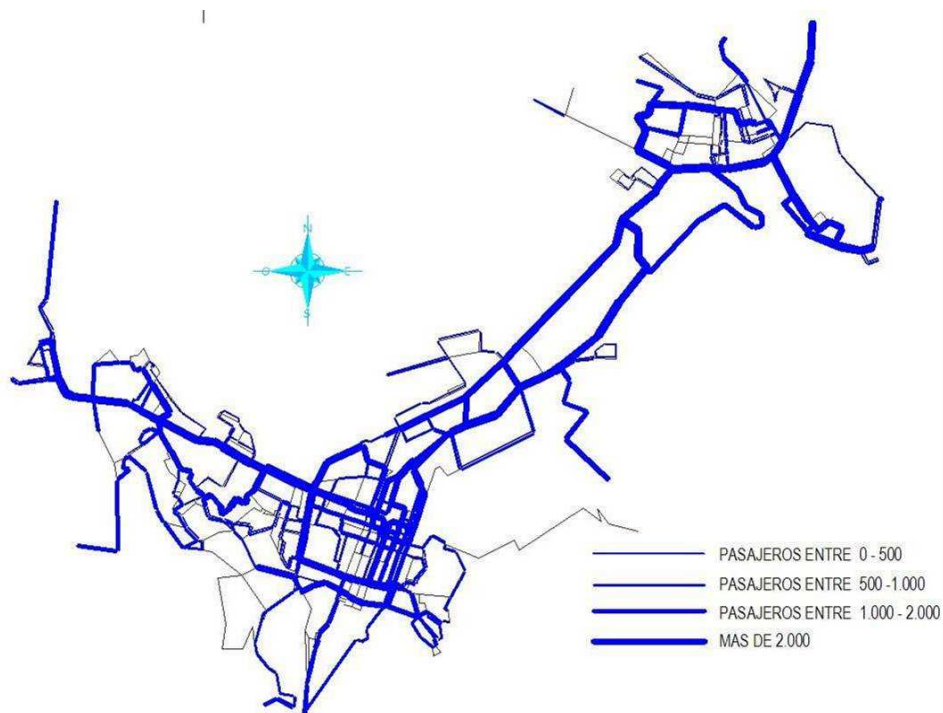 N
O
E
S
PASAJEROS ENTRE 0 - 500
PASAJEROS ENTRE 500 -1.000
PASAJEROS ENTRE 1.000 - 2.000
MAS DE 2.000